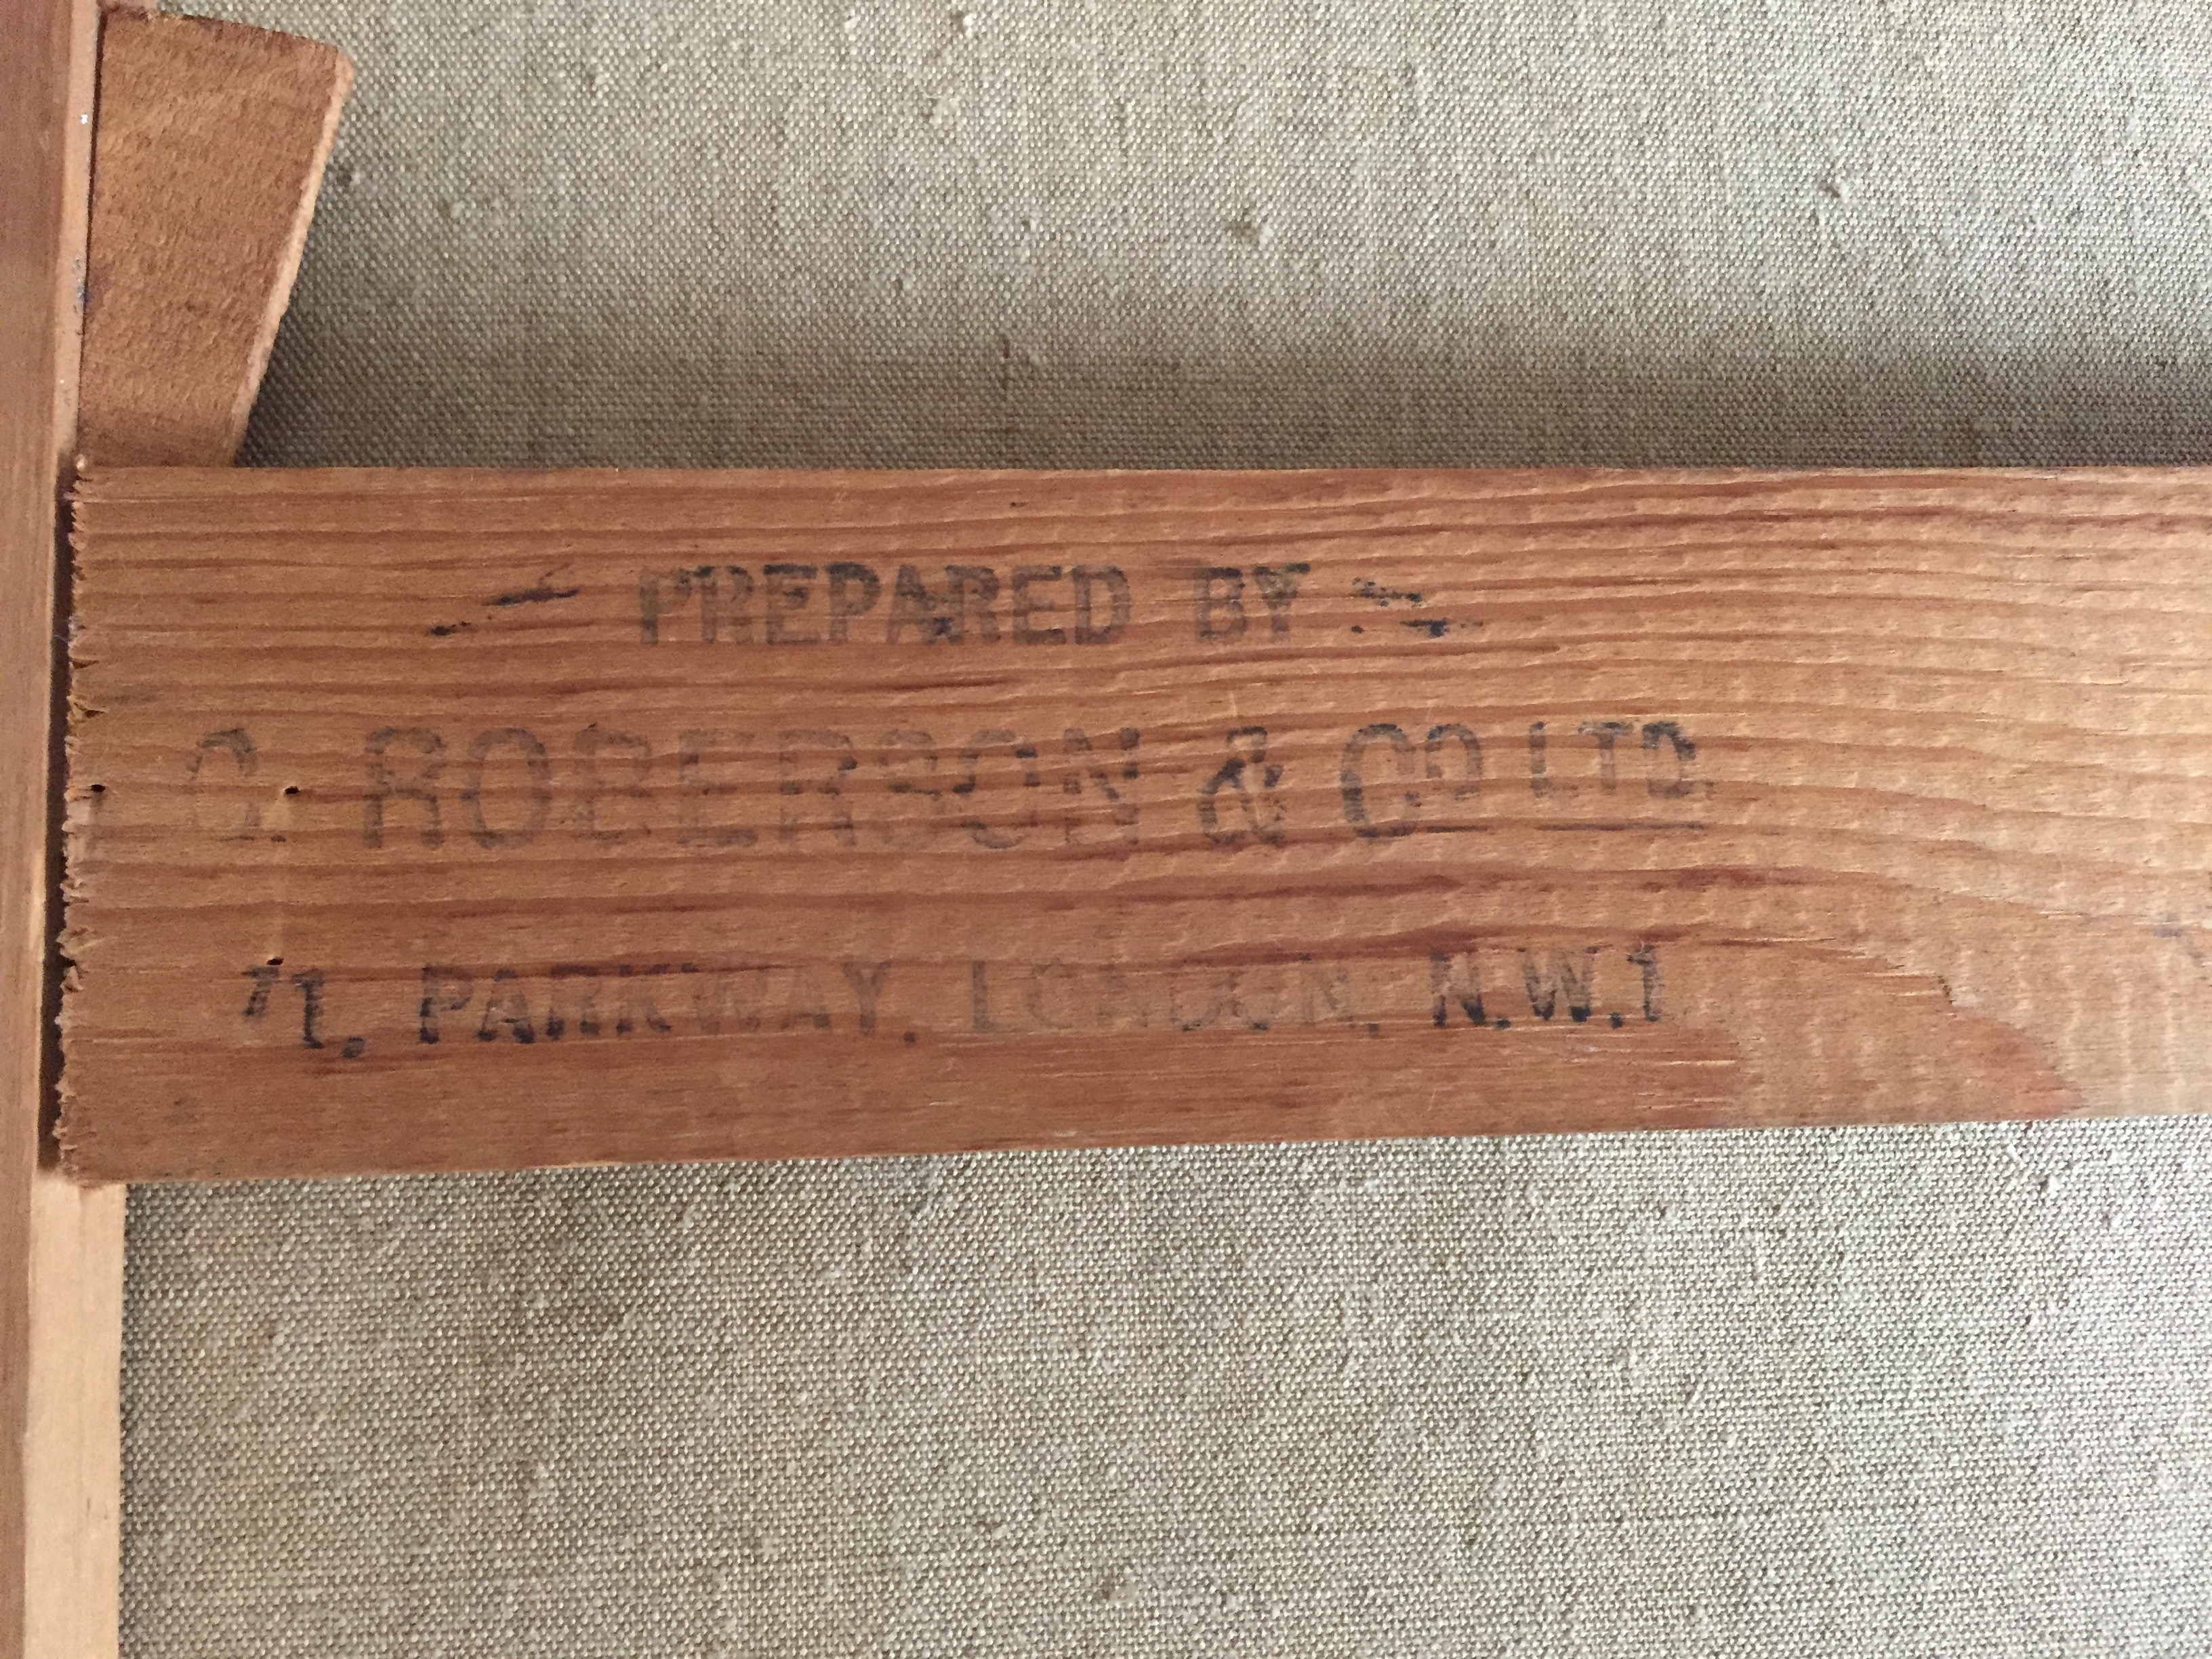 PREPARED BY
C. ROBERSON & CO LTD.
71, PARKWAY, LONDON, N.W.1